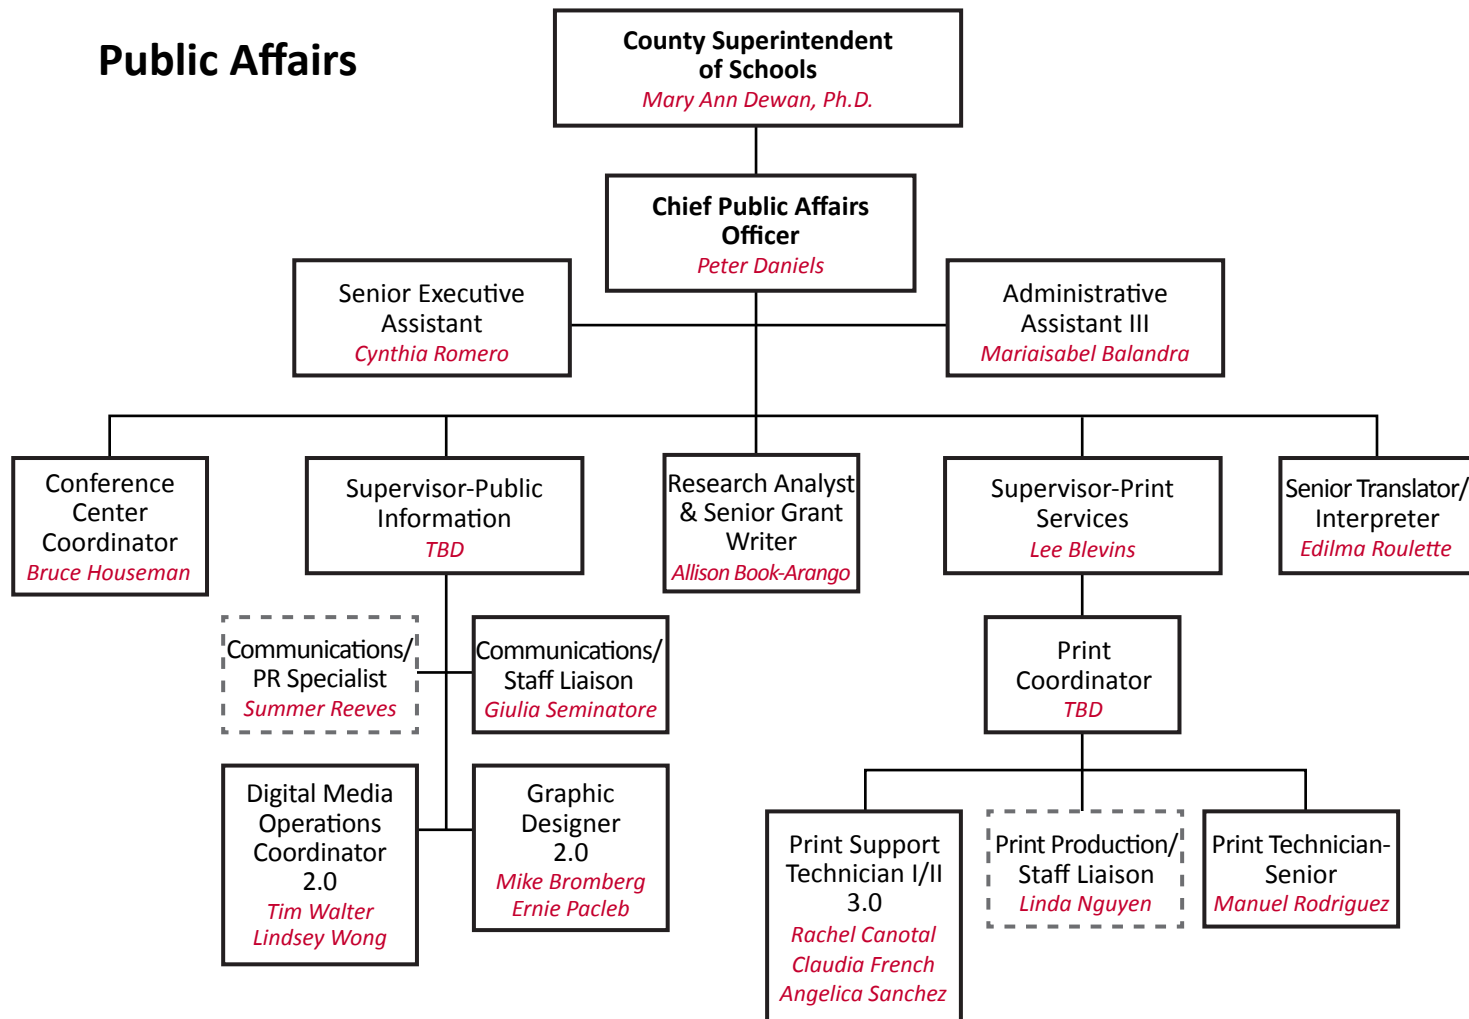 Public Affairs
County Superintendent
of Schools
Mary Ann Dewan, Ph.D.
Chief Public Affairs
Officer
Peter Daniels
Senior Executive
Assistant
Cynthia Romero
Administrative
Assistant III
Mariaisabel Balandra
Conference
Center
Coordinator
Bruce Houseman
Supervisor-Public
Information
TBD
Research Analyst
& Senior Grant
Writer
Allison Book-Arango
Supervisor-Print
Services
Lee Blevins
Senior Translator/
Interpreter
Edilma Roulette
Communications/
PR Specialist
Summer Reeves
Communications/
Staff Liaison
Giulia Seminatore
Print
Coordinator
TBD
Digital Media
Operations
Coordinator
2.0
Tim Walter
Lindsey Wong
Graphic
Designer
2.0
Mike Bromberg
Ernie Pacleb
Print Support
Technician I/II
3.0
Rachel Canotal
Claudia French
Angelica Sanchez
Print Production/
Staff Liaison
Linda Nguyen
Print Technician-
Senior
Manuel Rodriguez